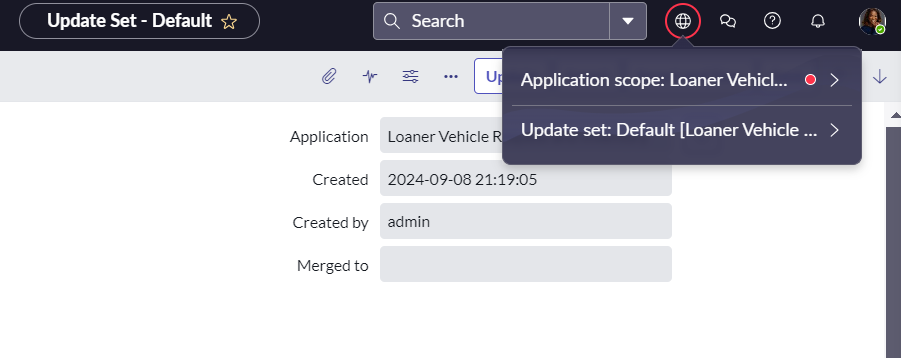 Update Set - Default
Search
Application scope: Loaner Vehicl...
Update set: Default [Loaner Vehicle ...
Application
Loaner Vehicle R
Created
2024-09-08 21:19:05
Created by
admin
Merged to